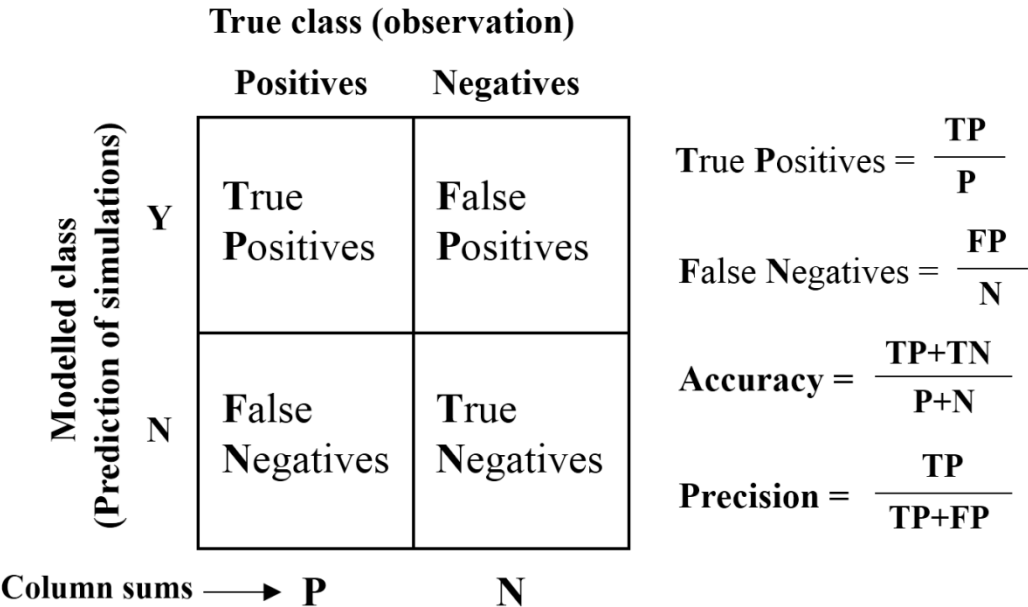 True class (observation)
Positives Negatives
Modelled class
(Prediction of simulations)
Y
True
Positives
False
Positives
N
False
Negatives
True
Negatives
Column sums P N
True Positives = TP
P
False Negatives = FP
N
Accuracy = TP+TN
P+N
Precision = TP
TP+FP